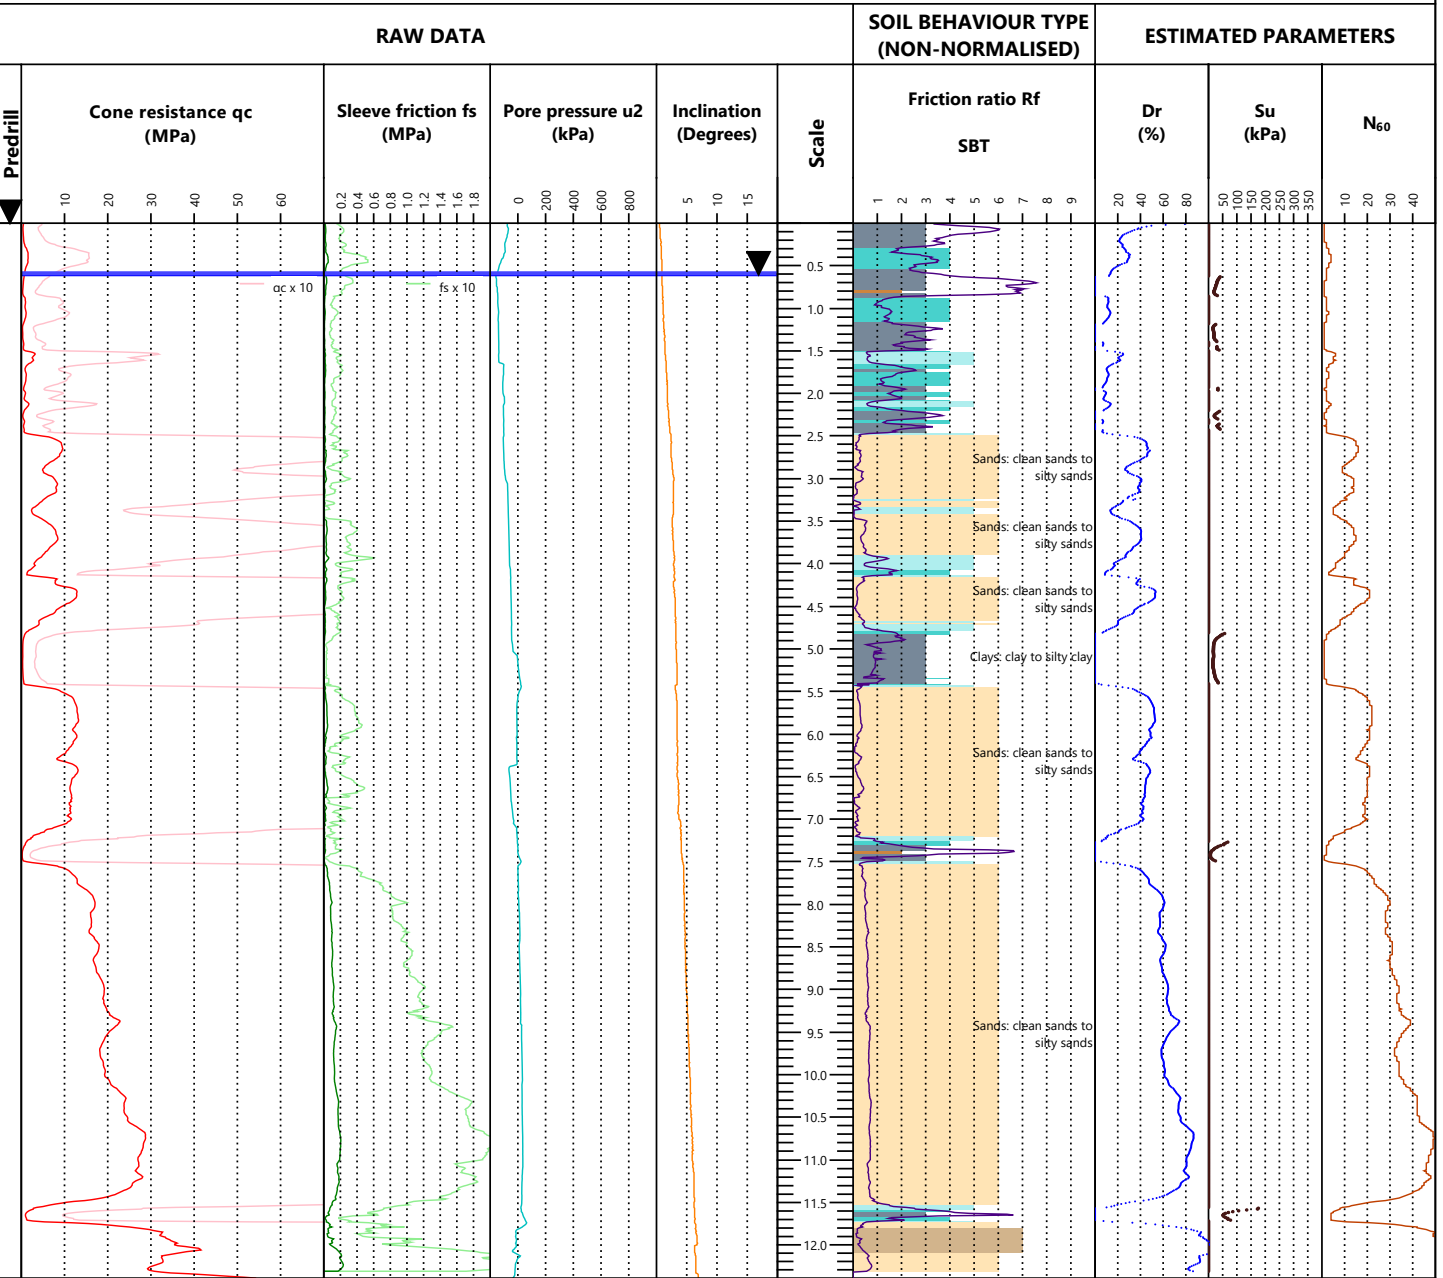 RAW DATA
SOIL BEHAVIOUR TYPE
(NON-NORMALISED)
ESTIMATED PARAMETERS
Predrill
Cone resistance qc
(MPa)
Sleeve friction fs
(MPa)
Pore pressure u2
(kPa)
Inclination
(Degrees)
Scale
Friction ratio Rf
SBT
Dr
(%)
Su
(kPa)
N60
10 20 30 40 50 60
0.2 0.4 0.6 0.8 1.0 1.2 1.4 1.6 1.8
0 200 400 600 800
5 10 15
1 2 3 4 5 6 7 8 9
20 40 60 80
50 100 150 200 250 300 350
10 20 30 40
qc x 10
fs x 10
0.5
1.0
1.5
2.0
2.5
Sands: clean sands to
silty sands
3.0
3.5
Sands: clean sands to
silty sands
4.0
4.5
Sands: clean sands to
silty sands
5.0
Clays: clay to silty clay
5.5
6.0
Sands: clean sands to
silty sands
6.5
7.0
7.5
8.0
8.5
9.0
9.5
Sands: clean sands to
silty sands
10.0
10.5
11.0
11.5
12.0